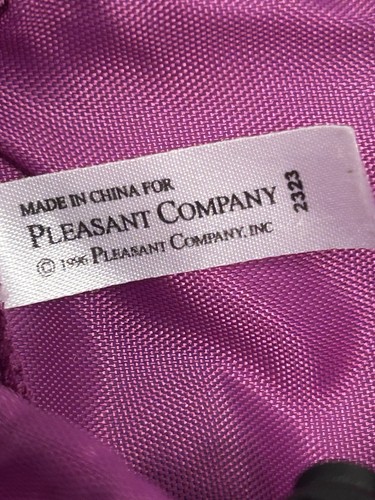 MADE IN CHINA FOR
PLEASANT COMPANY
© 1996 PLEASANT COMPANY, INC
2323